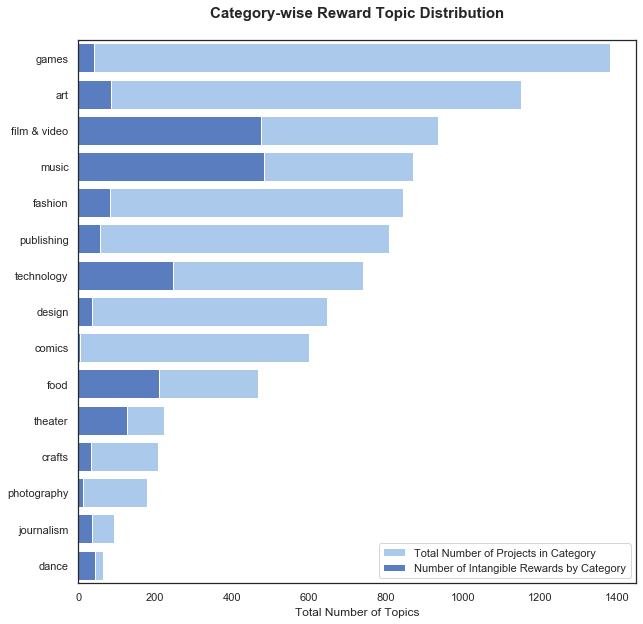 Category-wise Reward Topic Distribution
games
art
film & video
music
fashion
publishing
technology
design
comics
food
theater
crafts
photography
journalism
dance
Total Number of Projects in Category
Number of Intangible Rewards by Category
0 200 400 600 800 1000 1200 1400
Total Number of Topics